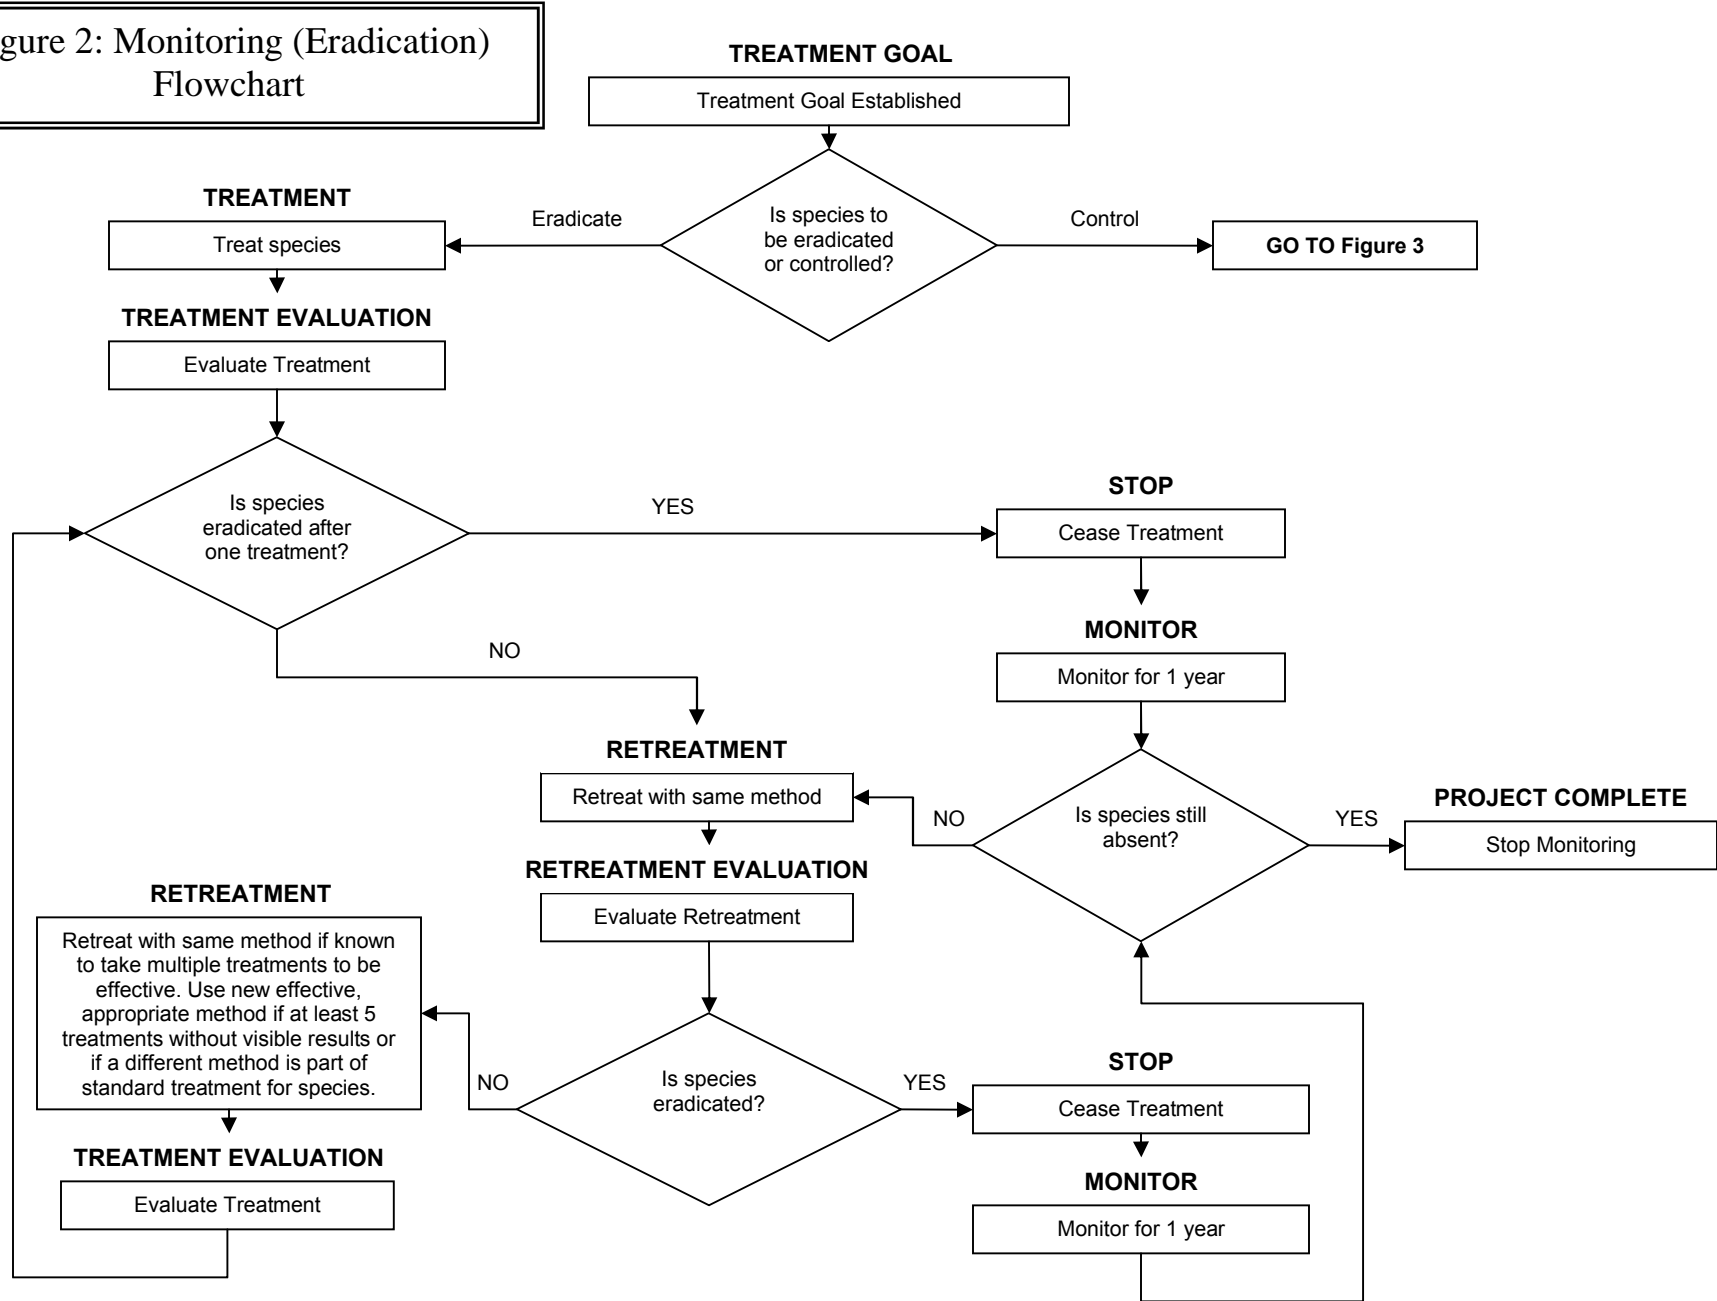 gure 2: Monitoring (Eradication)
Flowchart
TREATMENT GOAL
Treatment Goal Established
TREATMENT
Treat species
Eradicate
Is species to
be eradicated
or controlled?
Control
GO TO Figure 3
TREATMENT EVALUATION
Evaluate Treatment
Is species
eradicated after
one treatment?
YES
STOP
Cease Treatment
MONITOR
Monitor for 1 year
NO
RETREATMENT
Retreat with same method
NO
Is species still
absent?
YES
PROJECT COMPLETE
Stop Monitoring
RETREATMENT EVALUATION
Evaluate Retreatment
RETREATMENT
Retreat with same method if known
to take multiple treatments to be
effective. Use new effective,
appropriate method if at least 5
treatments without visible results or
if a different method is part of
standard treatment for species.
NO
Is species
eradicated?
YES
STOP
Cease Treatment
TREATMENT EVALUATION
Evaluate Treatment
MONITOR
Monitor for 1 year